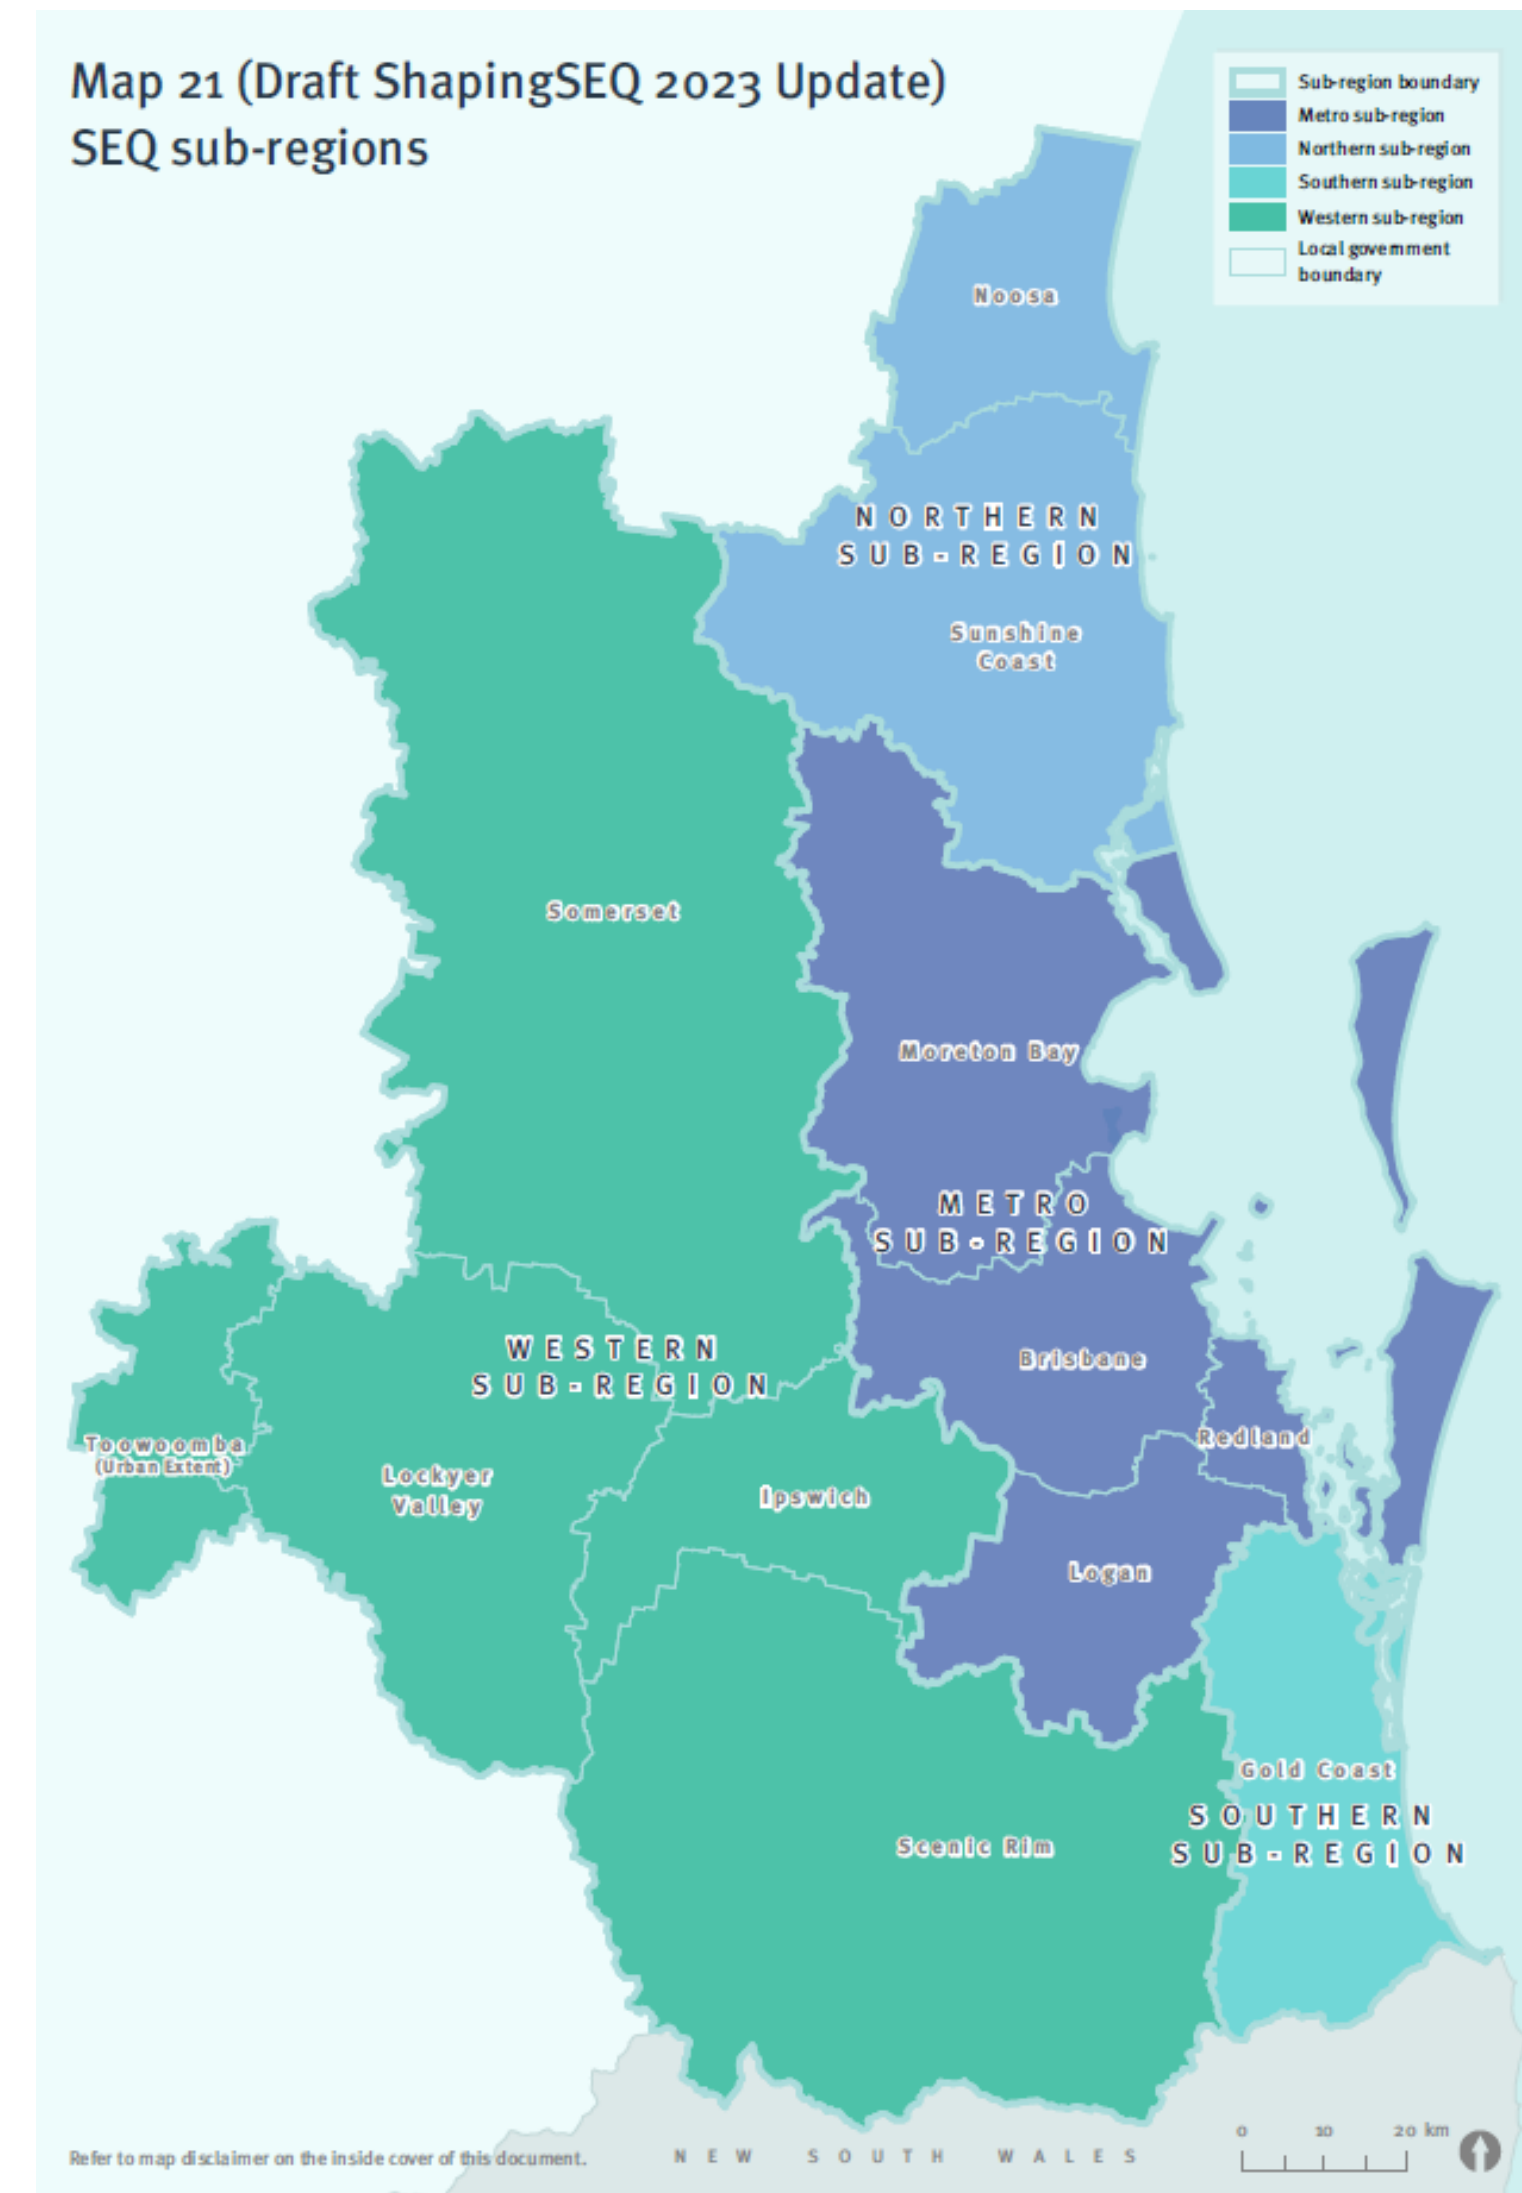 Map 21 (Draft ShapingSEQ 2023 Update)
SEQ sub-regions
Sub-region boundary
Metro sub-region
Northern sub-region
Southern sub-region
Western sub-region
Local government
boundary
Noosa
NORTHERN
SUB-REGION
Sunshine
Coast
Somerset
Moreton Bay
METRO
SUB-REGION
WESTERN
SUB-REGION
Brisbane
Redland
Toowoomba
(Urban Extent)
Lockyer
Valley
Ipswich
Logan
Gold Coast
SOUTHERN
SUB-REGION
Scenic Rim
0 10 20 km
Refer to map disclaimer on the inside cover of this document.
NEW SOUTH WALES